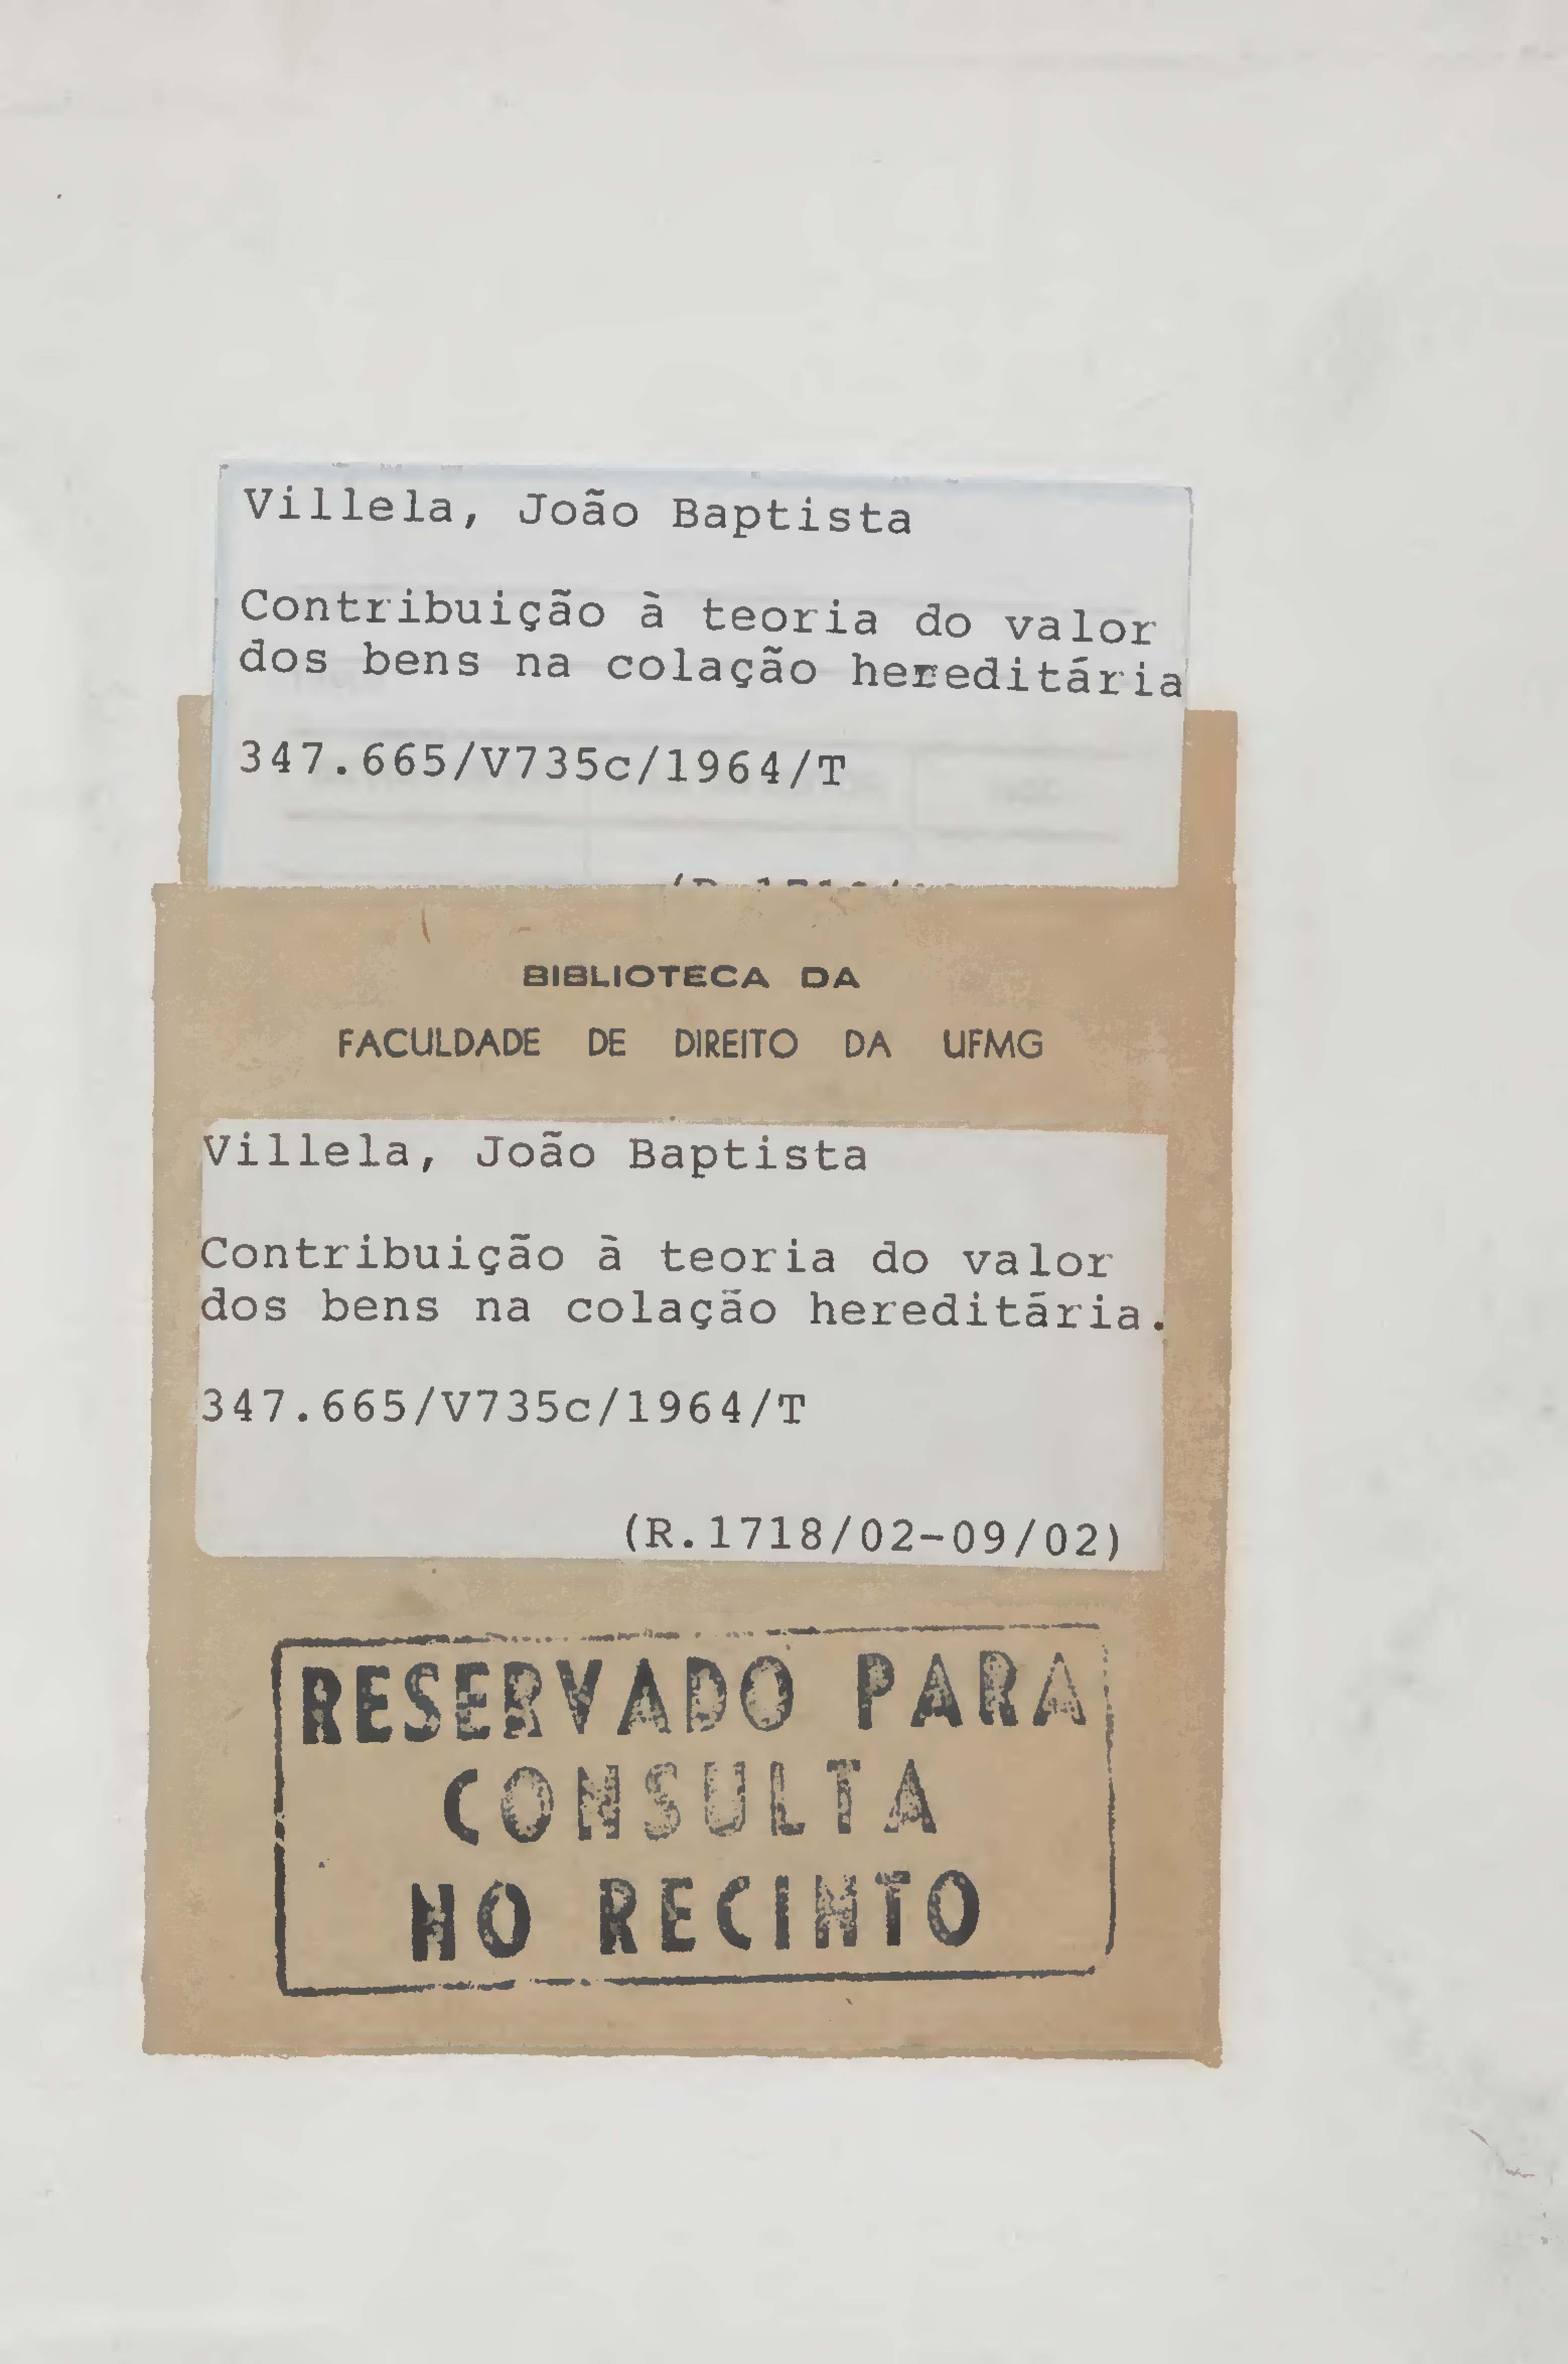 Villela, João Baptista
Contribuição à teoria do valor
dos bens na colação hereditária
347.665/V735c/1964/T
BIBLIOTECA DA
FACULDADE DE DIREITO DA UFMG
Villela, João Baptista
Contribuição à teoria do valor
dos bens na colação hereditária.
347.665/V735c/1964/T
(R.1718/02-09/02)
RESERVADO PARA
CONSULTA
NO RECINTO